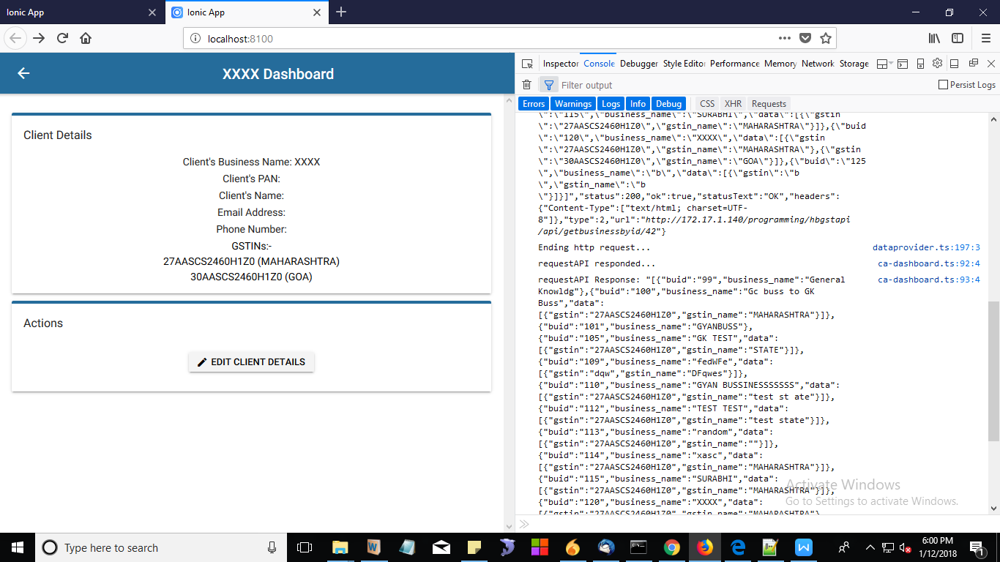 Ionic App
Ionic App
localhost:8100
XXXX Dashboard
Client Details
Client's Business Name: XXXX
Client's PAN:
Client's Name:
Email Address:
Phone Number:
GSTINs:-
27AASCS2460H1Z0 (MAHARASHTRA)
30AASCS2460H1Z0 (GOA)
Actions
EDIT CLIENT DETAILS
Inspector Console Debugger Style Editor Performance Memory Network Storage
Filter output
Persist Logs
Errors Warnings Logs Info Debug CSS XHR Requests
\":\"115\",\"business_name\":\"SURABHI\",\"data\":[{\"gstin
\":\"27AASCS2460H1Z0\",\"gstin_name\":\"MAHARASHTRA\"}]},{\"buid
\":\"120\",\"business_name\":\"XXXX\",\"data\":[{\"gstin
\":\"27AASCS2460H1Z0\",\"gstin_name\":\"MAHARASHTRA\"},{\"gstin
\":\"30AASCS2460H1Z0\",\"gstin_name\":\"GOA\"}]},{\"buid\":\"125
\",\"business_name\":\"b\",\"data\":[{\"gstin\":\"b
\",\"gstin_name\":\"b
\"}]}]","status":200,"ok":true,"statusText":"OK","headers":
{"Content-Type":["text/html; charset=UTF-
8"]},"type":2,"url":"http://172.17.1.140/programming/hbgstapi
/api/getbusinessbyid/42"}
Ending http request... dataprovider.ts:197:3
requestAPI responded... ca-dashboard.ts:92:4
requestAPI Response: "[{"buid":"99","business_name":"General ca-dashboard.ts:93:4
Knowldg"},{"buid":"100","business_name":"Gc buss to GK
Buss","data":
[{"gstin":"27AASCS2460H1Z0","gstin_name":"MAHARASHTRA"}]},
{"buid":"101","business_name":"GYANBUSS"},
{"buid":"105","business_name":"GK TEST","data":
[{"gstin":"27AASCS2460H1Z0","gstin_name":"STATE"}]},
{"buid":"109","business_name":"fedWFe","data":
[{"gstin":"dqw","gstin_name":"DFqwes"}]},
{"buid":"110","business_name":"GYAN BUSSINESSSSSSS","data":
[{"gstin":"27AASCS2460H1Z0","gstin_name":"test st ate"}]},
{"buid":"112","business_name":"TEST TEST","data":
[{"gstin":"27AASCS2460H1Z0","gstin_name":"test state"}]},
{"buid":"113","business_name":"random","data":
[{"gstin":"27AASCS2460H1Z0","gstin_name":""}]},
{"buid":"114","business_name":"xasc","data":
[{"gstin":"27AASCS2460H1Z0","gstin_name":"MAHARASHTRA"}]},
{"buid":"115","business_name":"SURABHI","data":
[{"gstin":"27AASCS2460H1Z0","gstin_name":"MAHARASHTRA"}]},
{"buid":"120","business_name":"XXXX","data":
[{"gstin":"27AASCS2460H1Z0","gstin_name":"MAHARASHTRA"},
Activate Windows
Go to Settings to activate Windows.
Type here to search
6:00 PM
1/12/2018
1